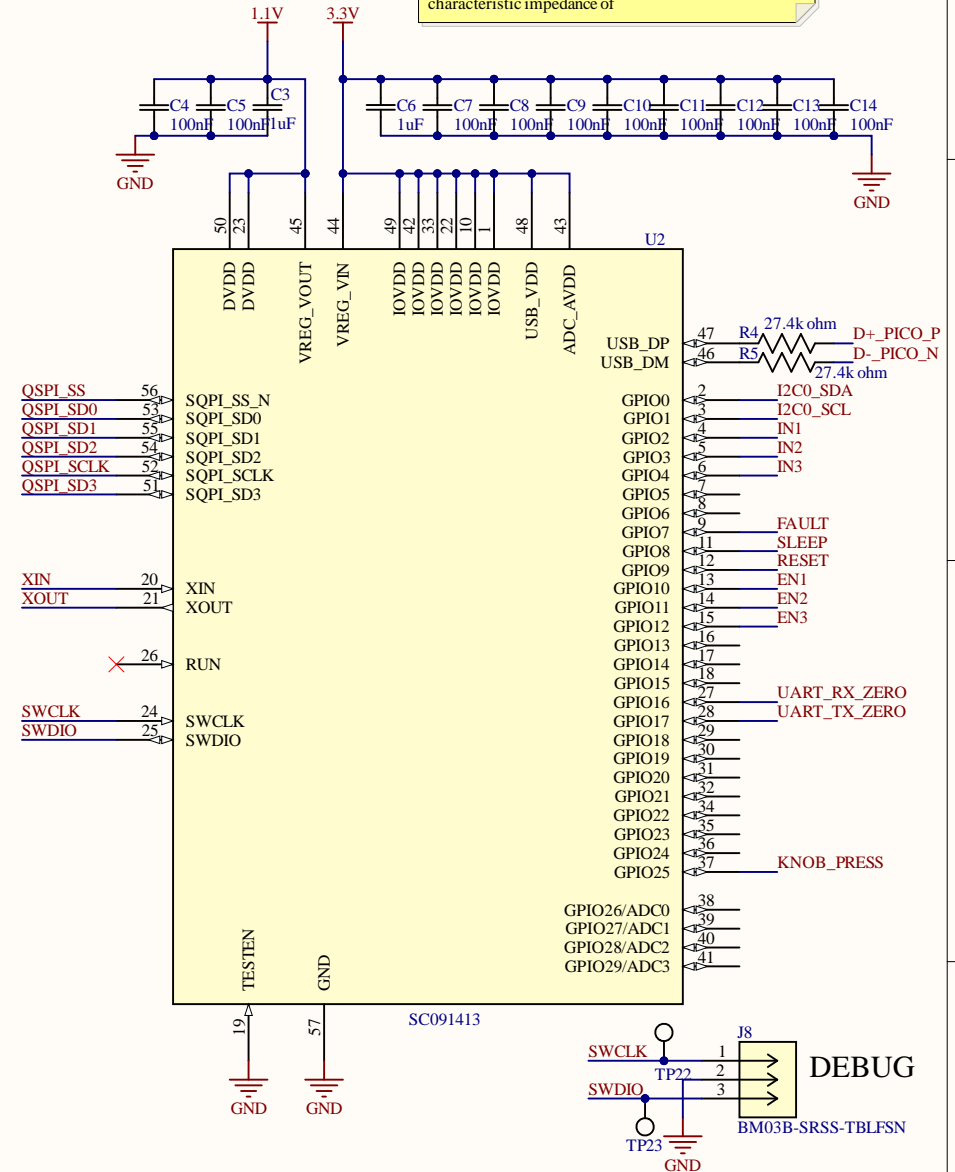 characteristic impedance of
1.1V 3.3V
C4 C5 C3 C6 C7 C8 C9 C10 C11 C12 C13 C14
100nF 100nF 1uF 1uF 100nF 100nF 100nF 100nF 100nF 100nF 100nF 100nF
GND GND
50 23 45 44 49 42 33 22 10 1 48 43
U2
DVDD DVDD VREG_VOUT VREG_VIN IOVDD IOVDD IOVDD IOVDD IOVDD IOVDD USB_VDD ADC_AVDD
USB_DP 47 R4 27.4k ohm D+_PICO_P
USB_DM 46 R5 27.4k ohm D-_PICO_N
QSPI_SS 56 SQPI_SS_N
QSPI_SD0 53 SQPI_SD0
QSPI_SD1 55 SQPI_SD1
QSPI_SD2 54 SQPI_SD2
QSPI_SCLK 52 SQPI_SCLK
QSPI_SD3 51 SQPI_SD3
XIN 20 XIN
XOUT 21 XOUT
26 RUN
SWCLK 24 SWCLK
SWDIO 25 SWDIO
GPIO0 2 I2C0_SDA
GPIO1 3 I2C0_SCL
GPIO2 4 IN1
GPIO3 5 IN2
GPIO4 6 IN3
GPIO5 7
GPIO6 8
GPIO7 9 FAULT
GPIO8 11 SLEEP
GPIO9 12 RESET
GPIO10 13 EN1
GPIO11 14 EN2
GPIO12 15 EN3
GPIO13 16
GPIO14 17
GPIO15 18
GPIO16 27 UART_RX_ZERO
GPIO17 28 UART_TX_ZERO
GPIO18 29
GPIO19 30
GPIO20 31
GPIO21 32
GPIO22 34
GPIO23 35
GPIO24 36
GPIO25 37 KNOB_PRESS
GPIO26/ADC0 38
GPIO27/ADC1 39
GPIO28/ADC2 40
GPIO29/ADC3 41
TESTEN GND
19 57
SC091413
GND GND
J8
SWCLK 1
TP22 2
SWDIO 3
DEBUG
TP23
BM03B-SRSS-TBLFSN
GND